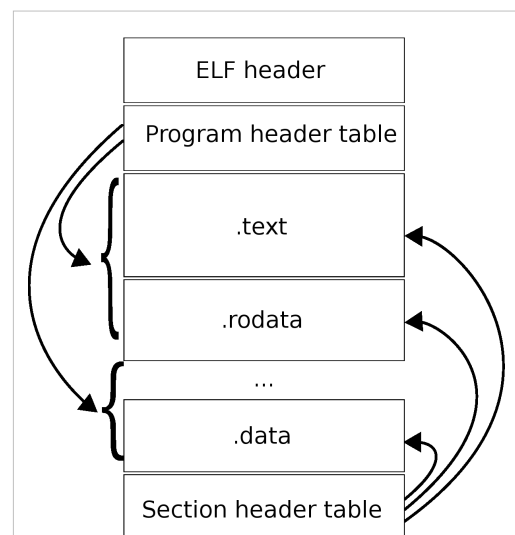 ELF header
Program header table
.text
.rodata
...
.data
Section header table